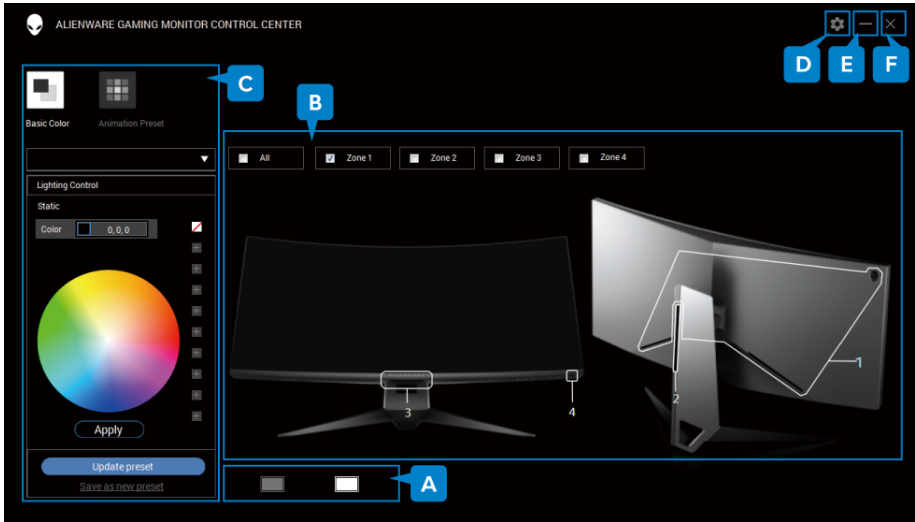 ALIENWARE GAMING MONITOR CONTROL CENTER
D E F
C
B
Basic Color Animation Preset
All Zone 1 Zone 2 Zone 3 Zone 4
Lighting Control
Static
Color 0, 0, 0
1
2
3 4
Apply
Update preset
Save as new preset
A